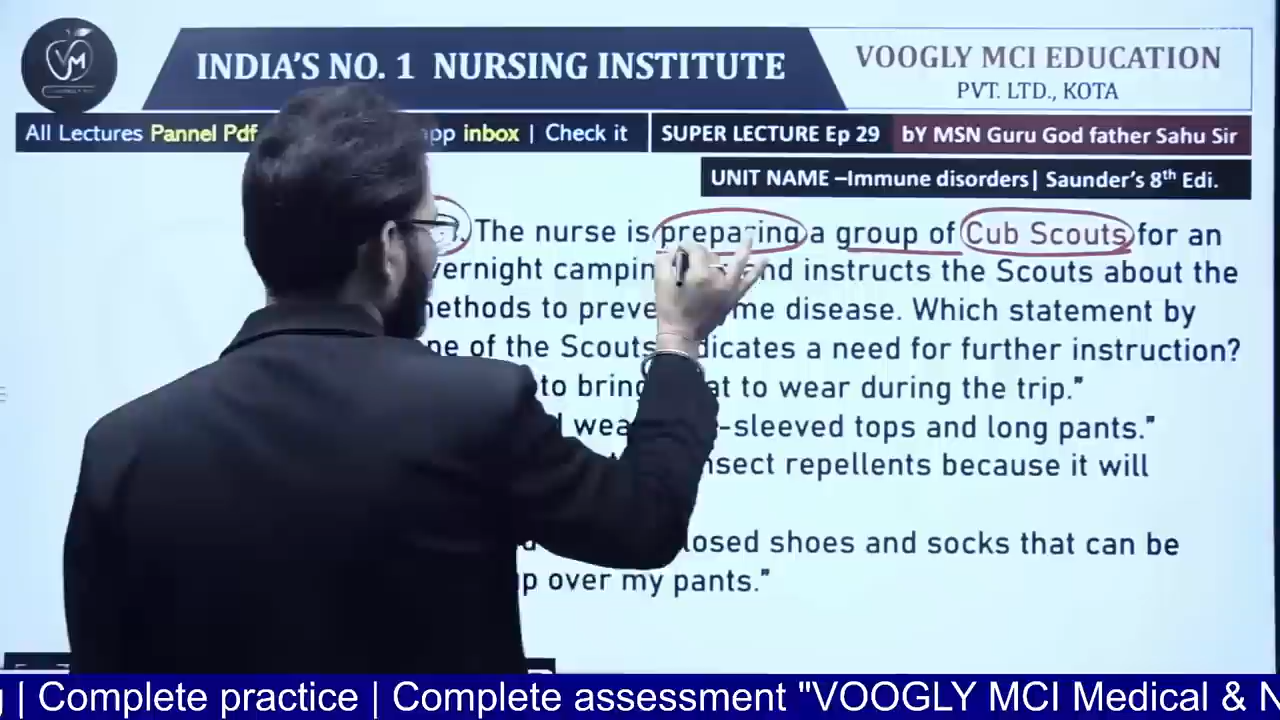 VM
INDIA'S NO. 1 NURSING INSTITUTE
VOOGLY MCI EDUCATION
PVT. LTD., KOTA
All Lectures Pannel Pdf app inbox | Check it
SUPER LECTURE Ep 29 bY MSN Guru God father Sahu Sir
UNIT NAME –Immune disorders| Saunder's 8th Edi.
. The nurse is preparing a group of Cub Scouts for an
vernight campin nd instructs the Scouts about the
ethods to preve me disease. Which statement by
ne of the Scouts dicates a need for further instruction?
to bring at to wear during the trip."
wea -sleeved tops and long pants."
nsect repellents because it will
losed shoes and socks that can be
up over my pants."
| Complete practice | Complete assessment "VOOGLY MCI Medical & N